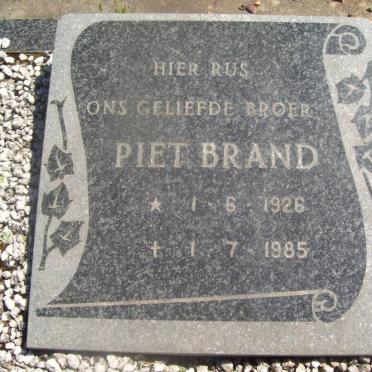 HIER RUS
ONS GELIEFDE BROER
PIET BRAND
★ 1 - 6 - 1926
✝ 1 - 7 - 1985